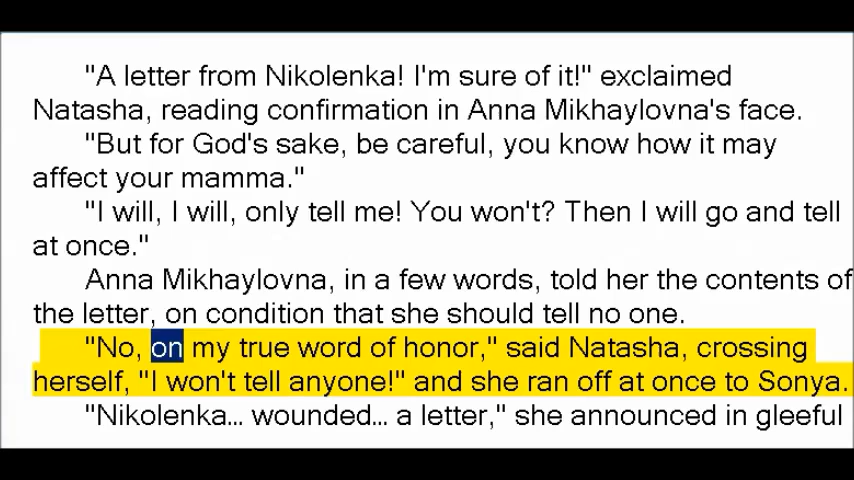 "A letter from Nikolenka! I'm sure of it!" exclaimed
Natasha, reading confirmation in Anna Mikhaylovna's face.
"But for God's sake, be careful, you know how it may
affect your mamma."
"I will, I will, only tell me! You won't? Then I will go and tell
at once."
Anna Mikhaylovna, in a few words, told her the contents of
the letter, on condition that she should tell no one.
"No, on my true word of honor," said Natasha, crossing
herself, "I won't tell anyone!" and she ran off at once to Sonya.
"Nikolenka... wounded... a letter," she announced in gleeful